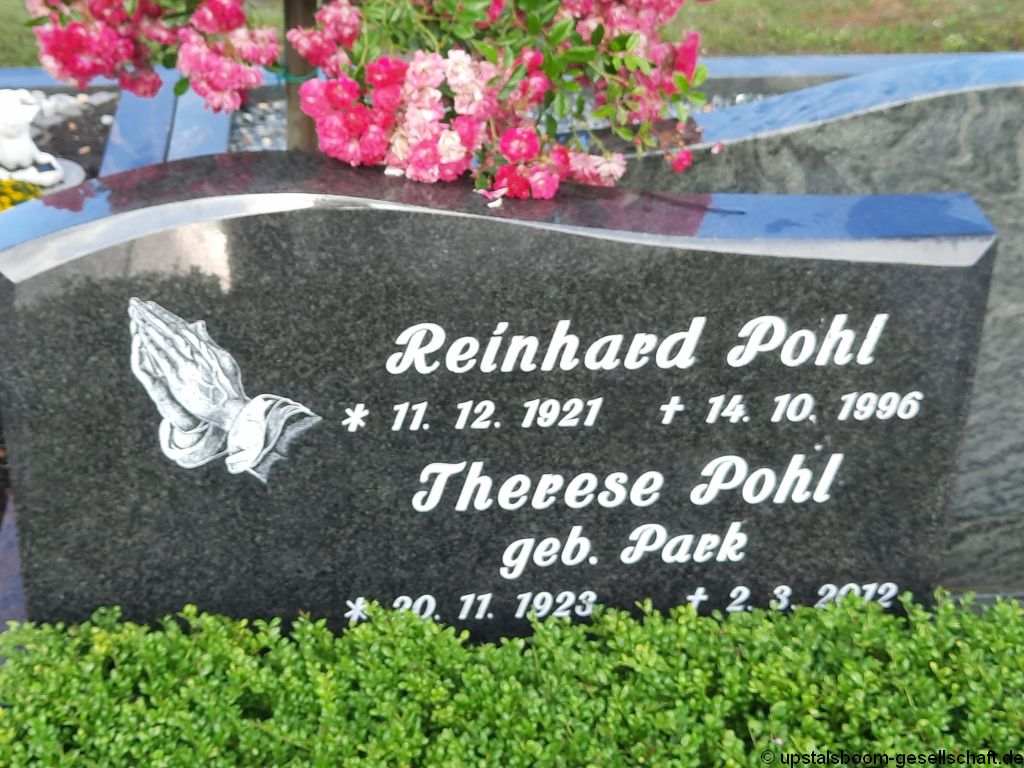 Reinhard Pohl
* 11. 12. 1921 † 14. 10. 1996
Therese Pohl
geb. Park
* 20. 11. 1923 † 2. 3. 2012
© upstalsboom-gesellschaft.de